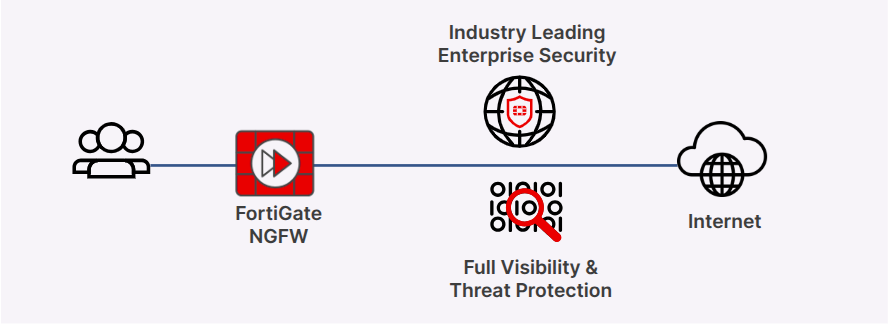 Industry Leading
Enterprise Security
FortiGate
NGFW
Internet
Full Visibility &
Threat Protection